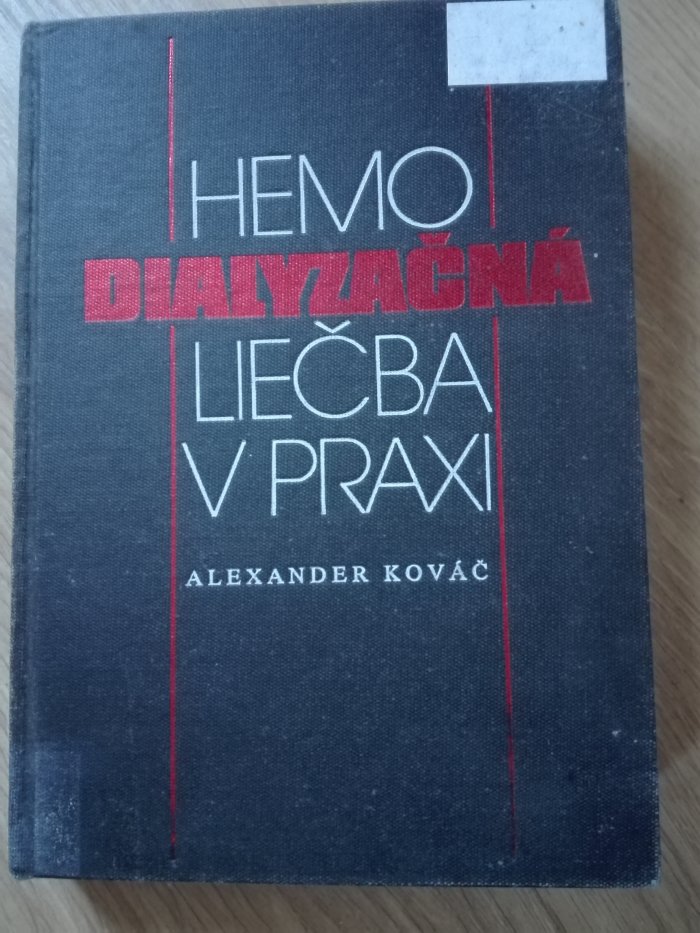 HEMO
DIALYZAČNÁ
LIEČBA
V PRAXI
ALEXANDER KOVÁČ